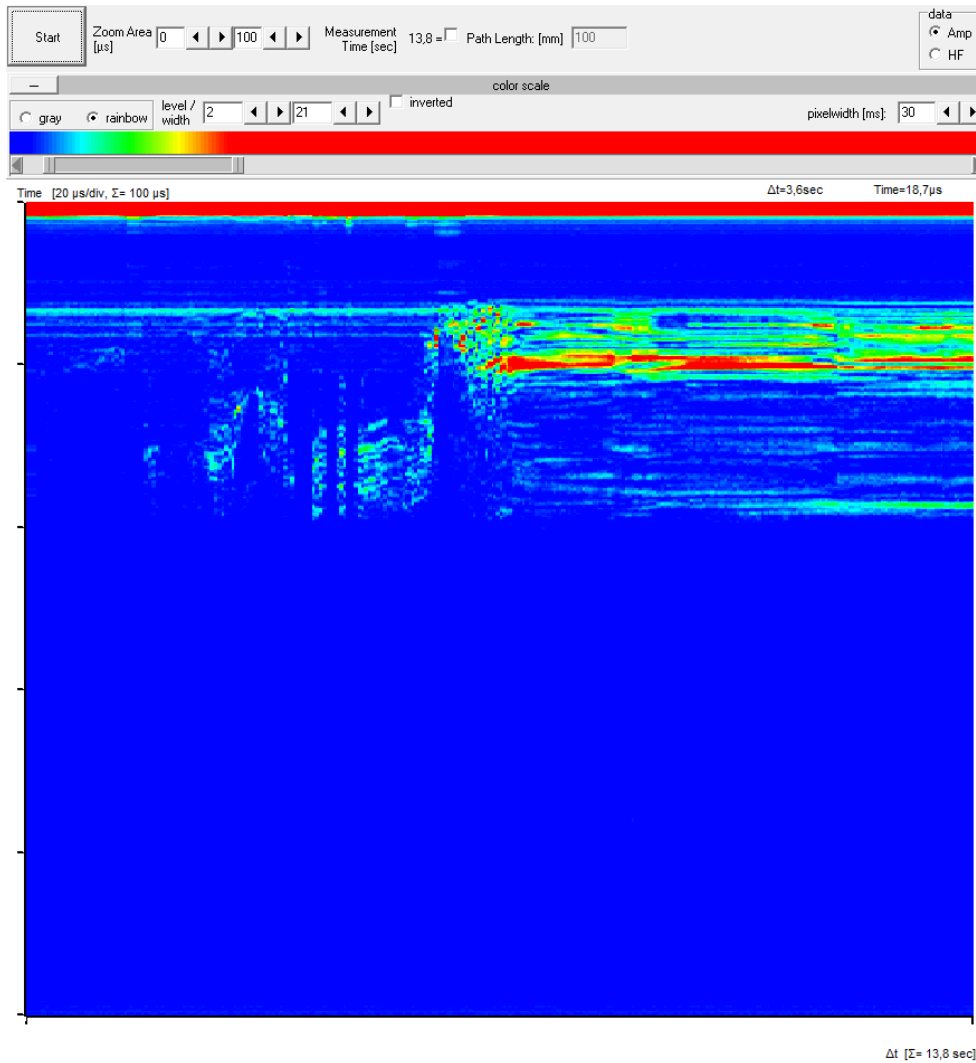 Start
Zoom Area [µs] 0 100
Measurement Time [sec] 13,8 =
Path Length: [mm] 100
data
Amp
HF
– color scale
gray rainbow
level / width 2 21
inverted
pixelwidth [ms]: 30
Time [20 µs/div, Σ= 100 µs] Δt=3,6sec Time=18,7µs
Δt [Σ= 13,8 sec]